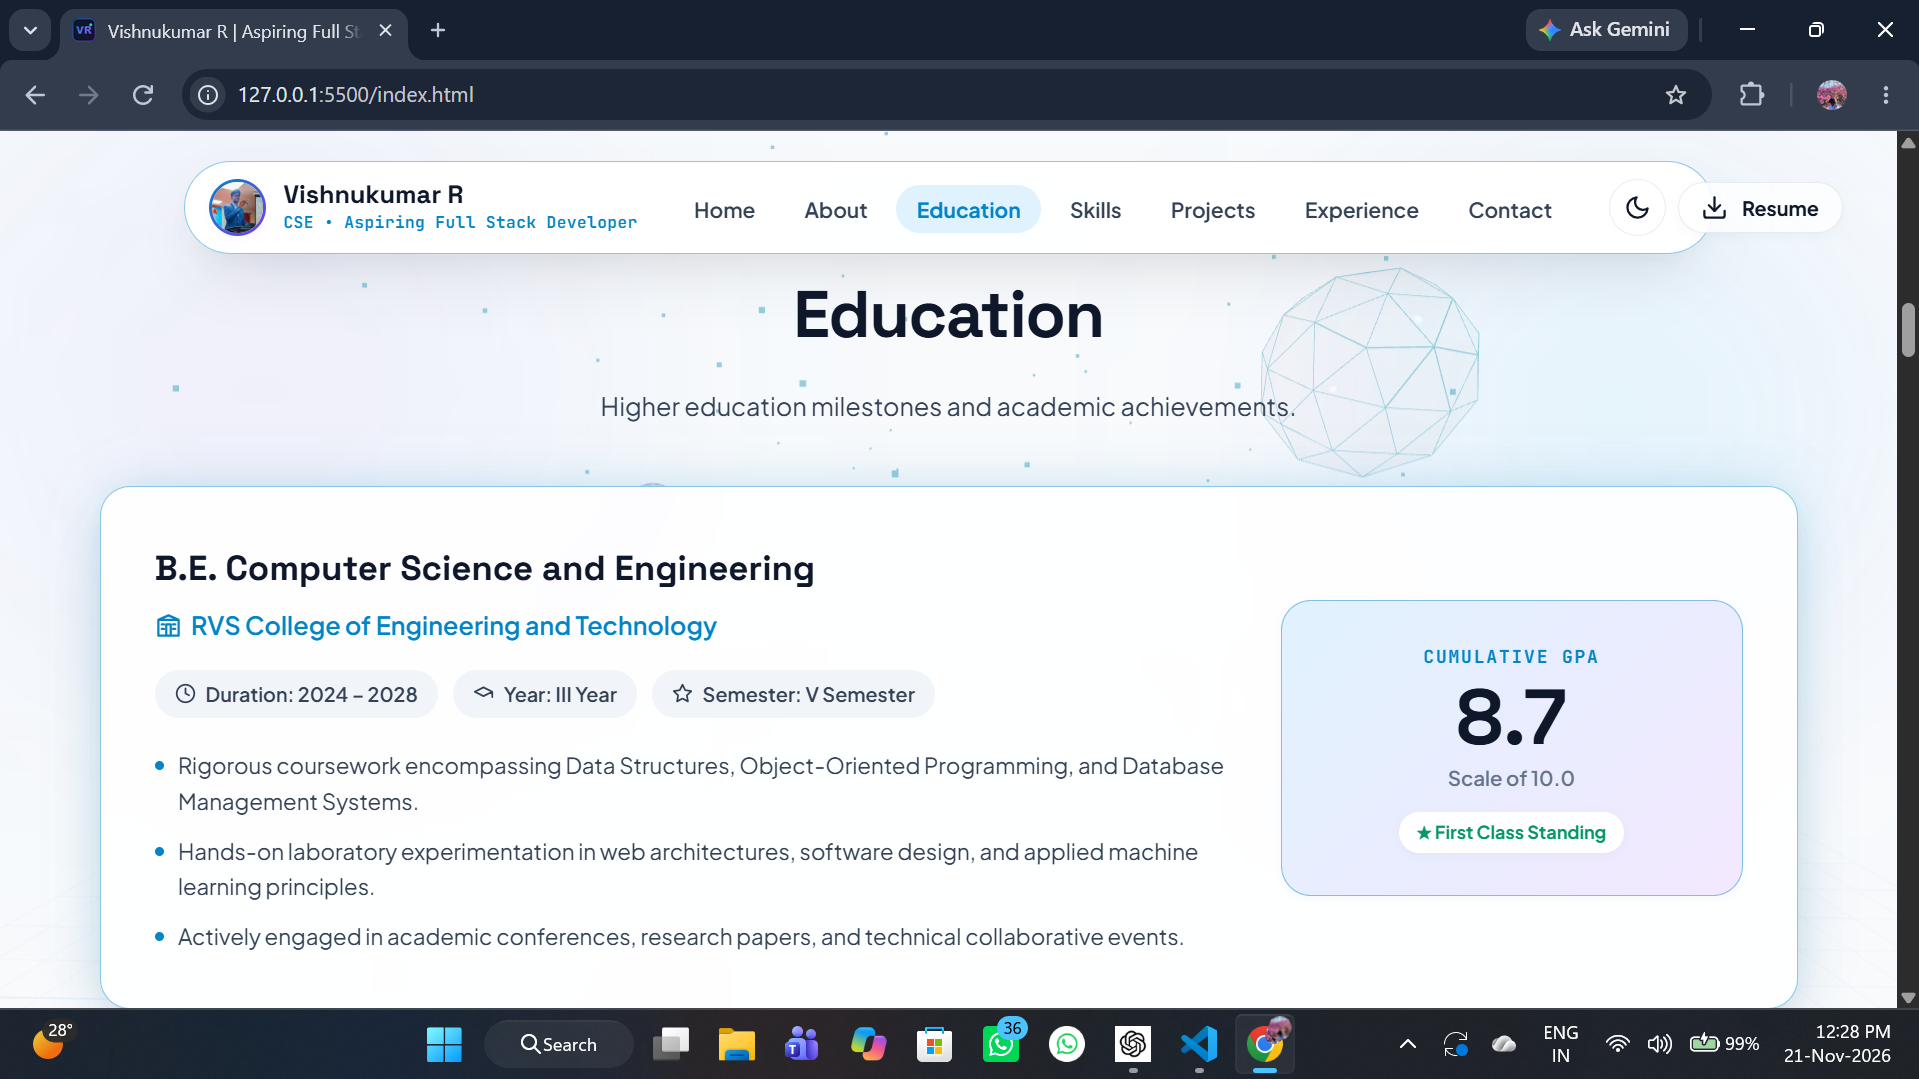 Vishnukumar R | Aspiring Full St
Ask Gemini
127.0.0.1:5500/index.html
Vishnukumar R
CSE • Aspiring Full Stack Developer
Home
About
Education
Skills
Projects
Experience
Contact
Resume
Education
Higher education milestones and academic achievements.
B.E. Computer Science and Engineering
RVS College of Engineering and Technology
Duration: 2024 – 2028
Year: III Year
Semester: V Semester
Rigorous coursework encompassing Data Structures, Object-Oriented Programming, and Database
Management Systems.
Hands-on laboratory experimentation in web architectures, software design, and applied machine
learning principles.
Actively engaged in academic conferences, research papers, and technical collaborative events.
CUMULATIVE GPA
8.7
Scale of 10.0
★ First Class Standing
28°
Search
36
ENG
IN
99%
12:28 PM
21-Nov-2026